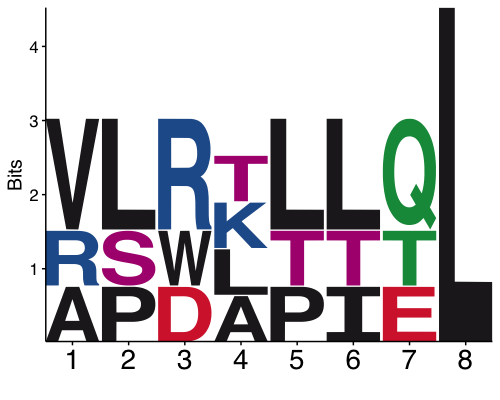 4
3
2
1
Bits
V L R T L L Q L
R S W K T T T
A P D L P I E
A
1 2 3 4 5 6 7 8